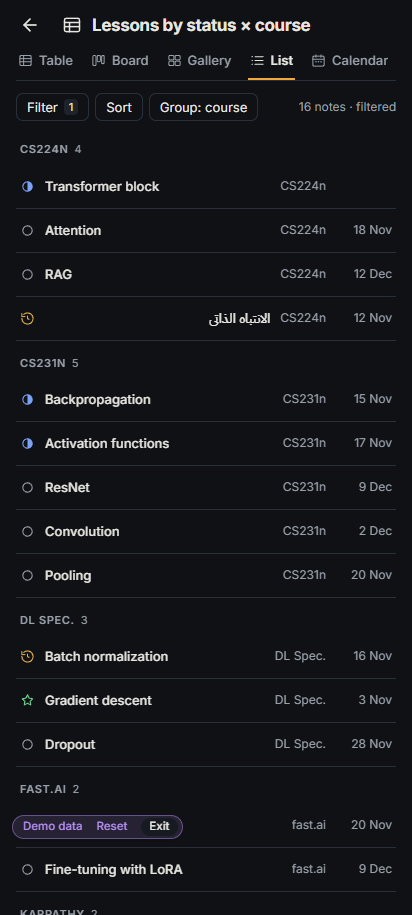 Lessons by status × course
Table Board Gallery List Calendar
Filter 1 Sort Group: course 16 notes · filtered
CS224N 4
Transformer block CS224n
Attention CS224n 18 Nov
RAG CS224n 12 Dec
الانتباه الذاتي CS224n 12 Nov
CS231N 5
Backpropagation CS231n 15 Nov
Activation functions CS231n 17 Nov
ResNet CS231n 9 Dec
Convolution CS231n 2 Dec
Pooling CS231n 20 Nov
DL SPEC. 3
Batch normalization DL Spec. 16 Nov
Gradient descent DL Spec. 3 Nov
Dropout DL Spec. 28 Nov
FAST.AI 2
Demo data Reset Exit fast.ai 20 Nov
Fine-tuning with LoRA fast.ai 9 Dec
KARPATHY 2